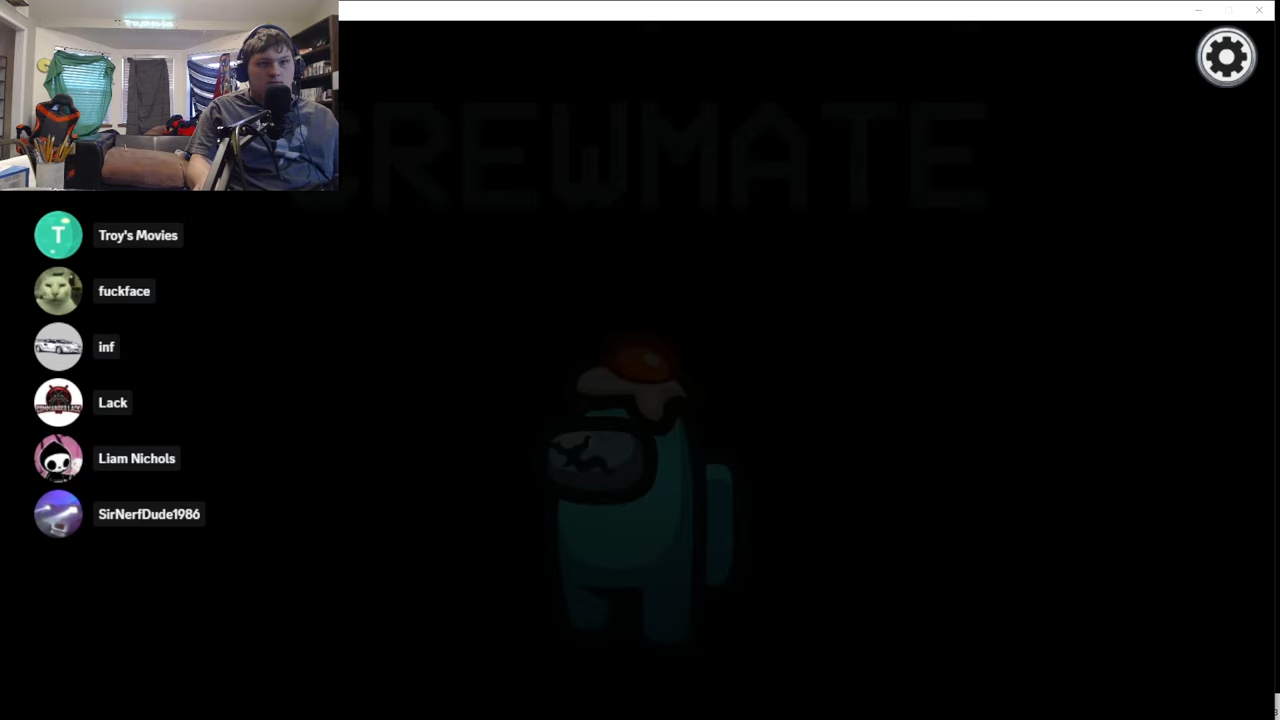 CREWMATE
T
Troy's Movies
fuckface
inf
Lack
Liam Nichols
SirNerfDude1986